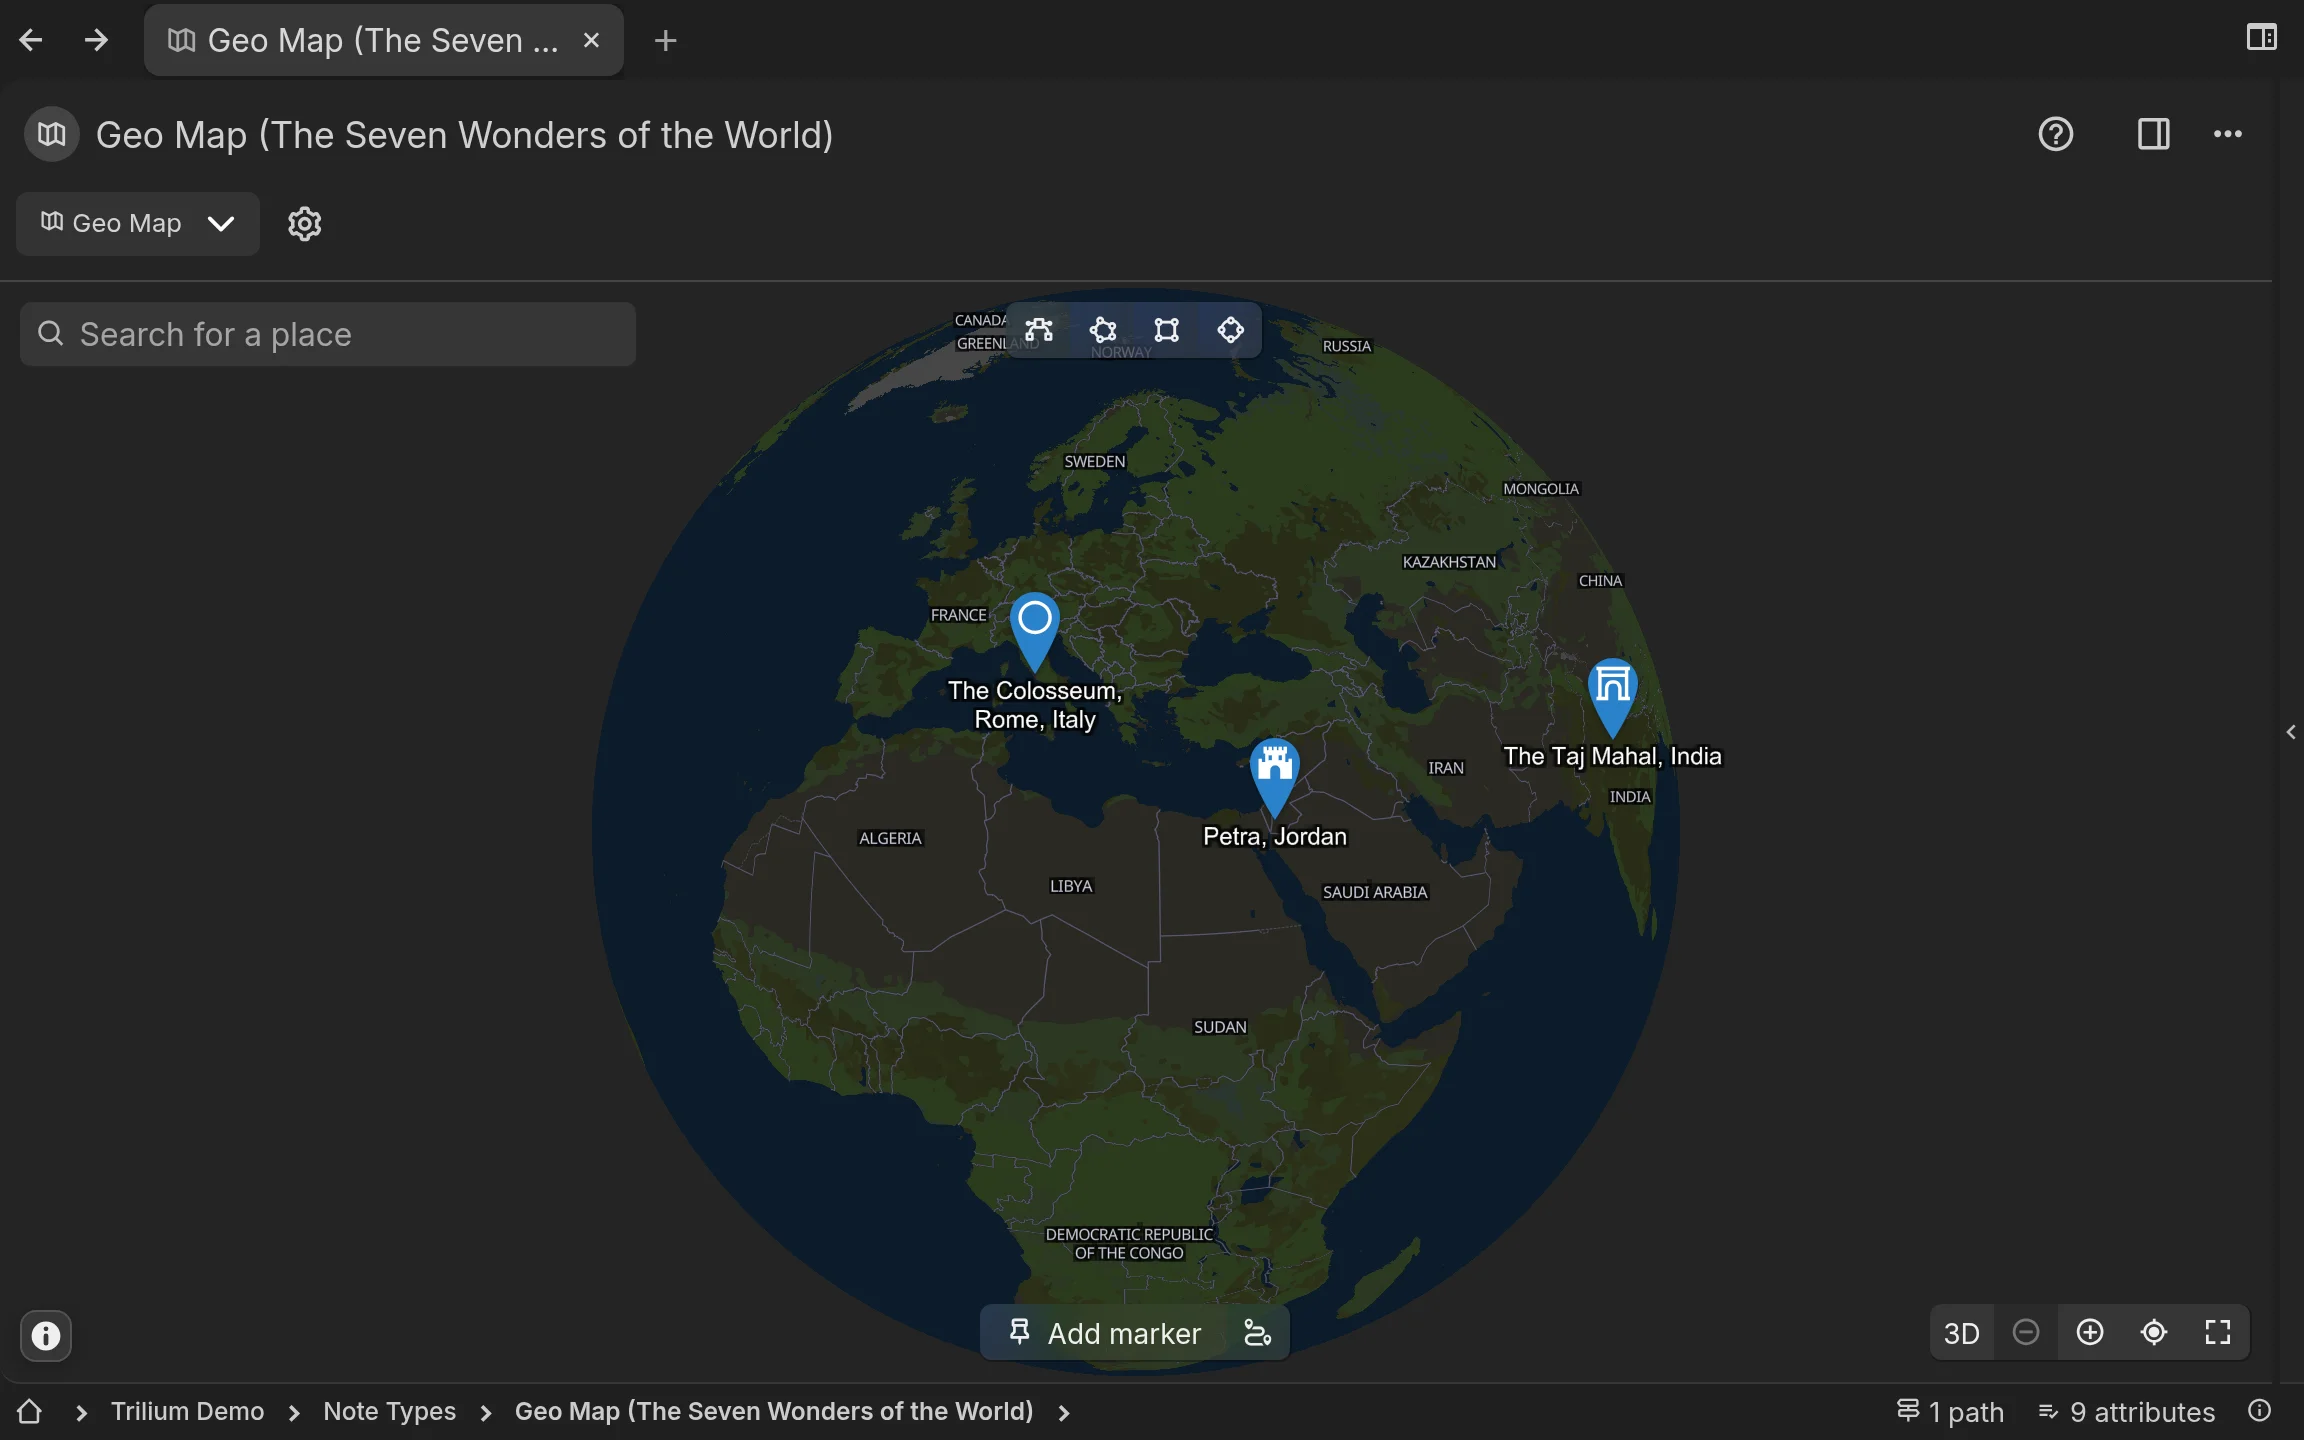 Geo Map (The Seven ...
Geo Map (The Seven Wonders of the World)
Geo Map
Search for a place
CANADA
GREENLAND
NORWAY
RUSSIA
SWEDEN
MONGOLIA
KAZAKHSTAN
CHINA
FRANCE
The Colosseum,
Rome, Italy
The Taj Mahal, India
IRAN
INDIA
Petra, Jordan
ALGERIA
LIBYA
SAUDI ARABIA
SUDAN
DEMOCRATIC REPUBLIC
OF THE CONGO
Add marker
3D
Trilium Demo
Note Types
Geo Map (The Seven Wonders of the World)
1 path
9 attributes